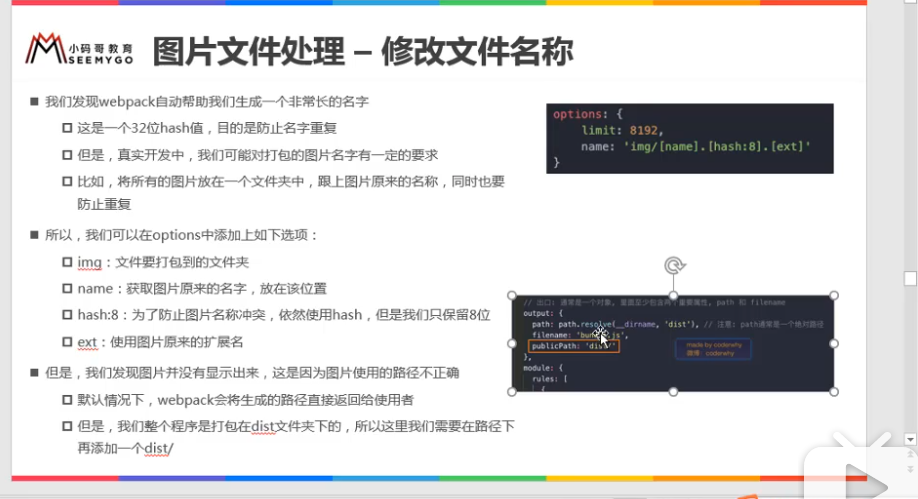 小码哥教育
SEEMYGO
图片文件处理 – 修改文件名称
我们发现webpack自动帮助我们生成一个非常长的名字
这是一个32位hash值，目的是防止名字重复
但是，真实开发中，我们可能对打包的图片名字有一定的要求
比如，将所有的图片放在一个文件夹中，跟上图片原来的名称，同时也要
防止重复
所以，我们可以在options中添加上如下选项：
img：文件要打包到的文件夹
name：获取图片原来的名字，放在该位置
hash:8：为了防止图片名称冲突，依然使用hash，但是我们只保留8位
ext：使用图片原来的扩展名
但是，我们发现图片并没有显示出来，这是因为图片使用的路径不正确
默认情况下，webpack会将生成的路径直接返回给使用者
但是，我们整个程序是打包在dist文件夹下的，所以这里我们需要在路径下
再添加一个dist/
options: {
limit: 8192,
name: 'img/[name].[hash:8].[ext]'
}
// 出口: 通常是一个对象, 里面至少包含两个重要属性, path 和 filename
output: {
path: path.resolve(__dirname, 'dist'), // 注意: path通常是一个绝对路径
filename: .js',
publicPath: 'dist/'
},
module: {
rules: [
{
made by coderwhy
微博: coderwhy